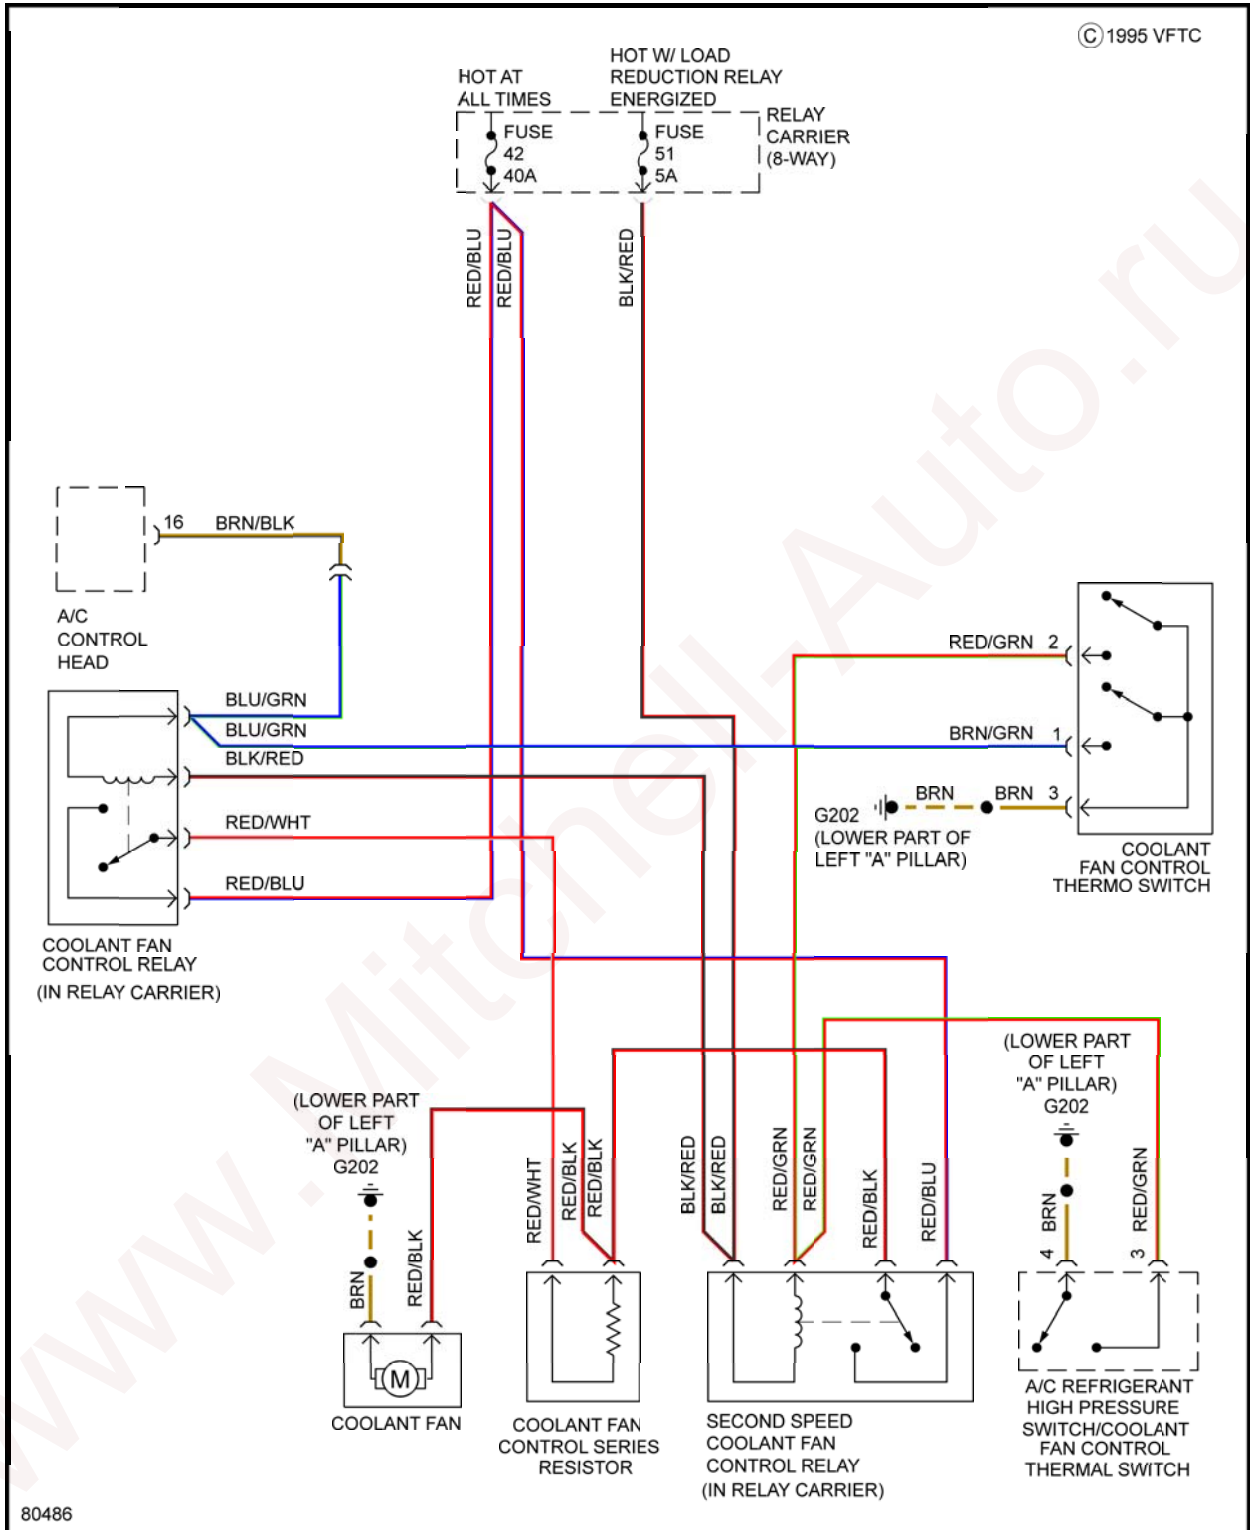 © 1995 VFTC
HOT AT
ALL TIMES
HOT W/ LOAD
REDUCTION RELAY
ENERGIZED
FUSE
42
40A
FUSE
51
5A
RELAY
CARRIER
(8-WAY)
RED/BLU
RED/BLU
BLK/RED
16
BRN/BLK
A/C
CONTROL
HEAD
BLU/GRN
BLU/GRN
BLK/RED
RED/WHT
RED/BLU
COOLANT FAN
CONTROL RELAY
(IN RELAY CARRIER)
RED/GRN 2
BRN/GRN 1
BRN
BRN 3
G202
(LOWER PART OF
LEFT "A" PILLAR)
COOLANT
FAN CONTROL
THERMO SWITCH
(LOWER PART
OF LEFT
"A" PILLAR)
G202
(LOWER PART
OF LEFT
"A" PILLAR)
G202
BRN
RED/BLK
RED/WHT
RED/BLK
RED/BLK
BLK/RED
BLK/RED
RED/GRN
RED/GRN
RED/BLK
RED/BLU
BRN
4
RED/GRN
3
M
COOLANT FAN
COOLANT FAN
CONTROL SERIES
RESISTOR
SECOND SPEED
COOLANT FAN
CONTROL RELAY
(IN RELAY CARRIER)
A/C REFRIGERANT
HIGH PRESSURE
SWITCH/COOLANT
FAN CONTROL
THERMAL SWITCH
80486
www.Mitchell-Auto.ru